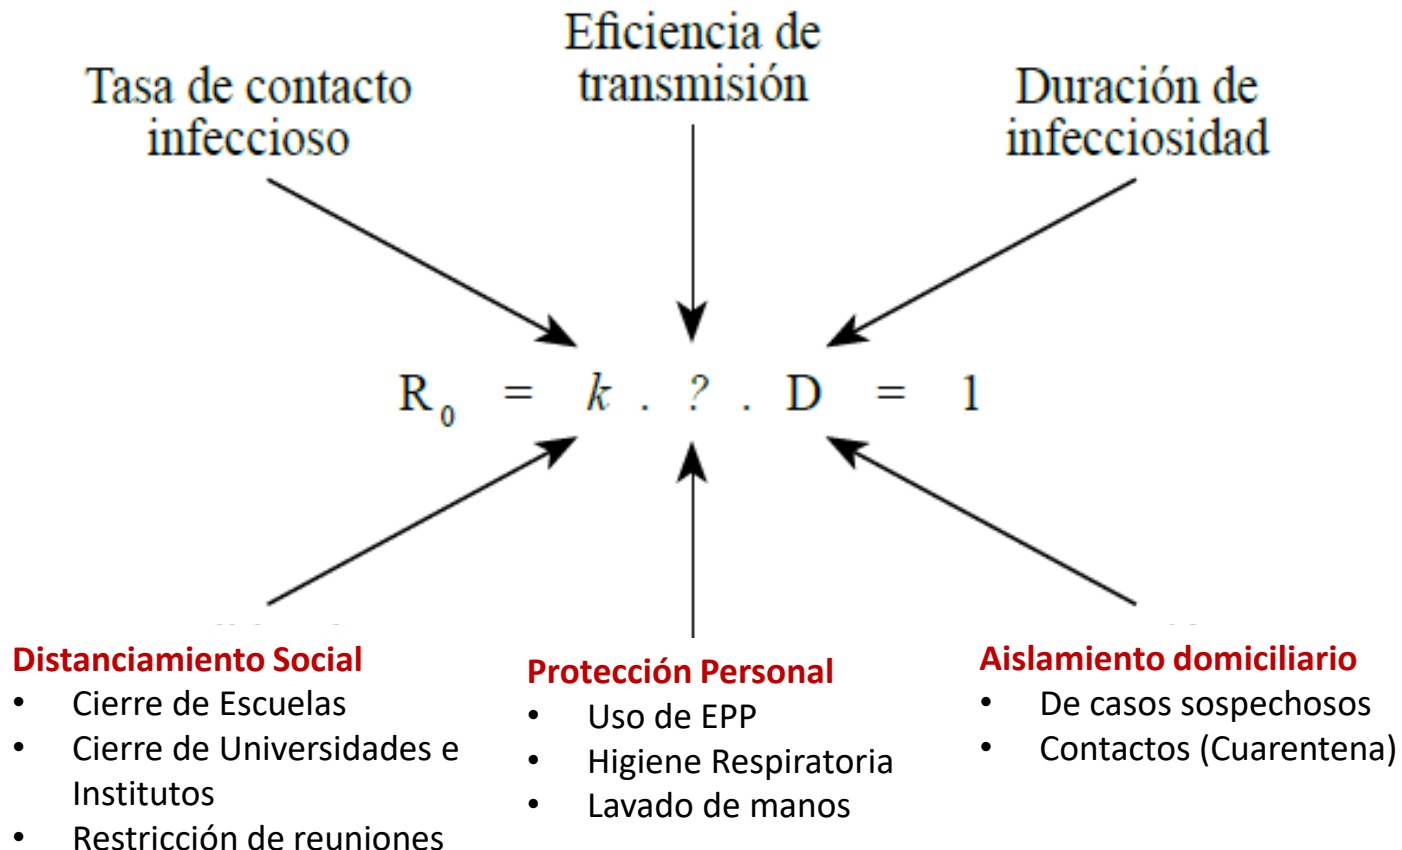 Eficiencia de
transmisión
Tasa de contacto
infeccioso
Duración de
infecciosidad
R₀ = k . ? . D = 1
Distanciamiento Social
• Cierre de Escuelas
• Cierre de Universidades e
Institutos
• Restricción de reuniones
Protección Personal
• Uso de EPP
• Higiene Respiratoria
• Lavado de manos
Aislamiento domiciliario
• De casos sospechosos
• Contactos (Cuarentena)